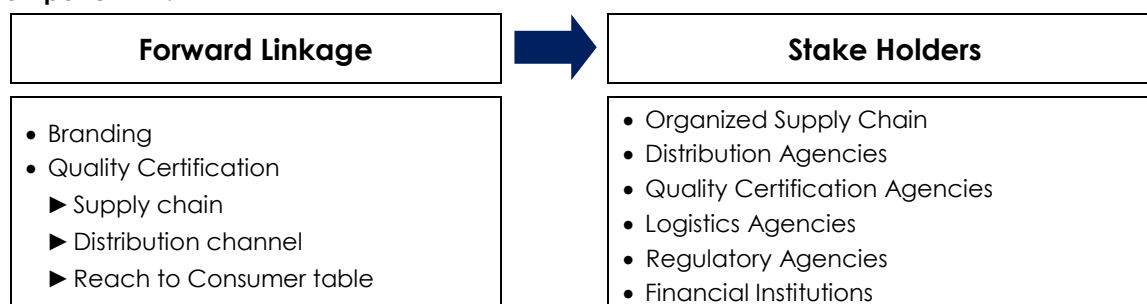 Forward Linkage
Stake Holders
• Branding
• Quality Certification
► Supply chain
► Distribution channel
► Reach to Consumer table
• Organized Supply Chain
• Distribution Agencies
• Quality Certification Agencies
• Logistics Agencies
• Regulatory Agencies
• Financial Institutions